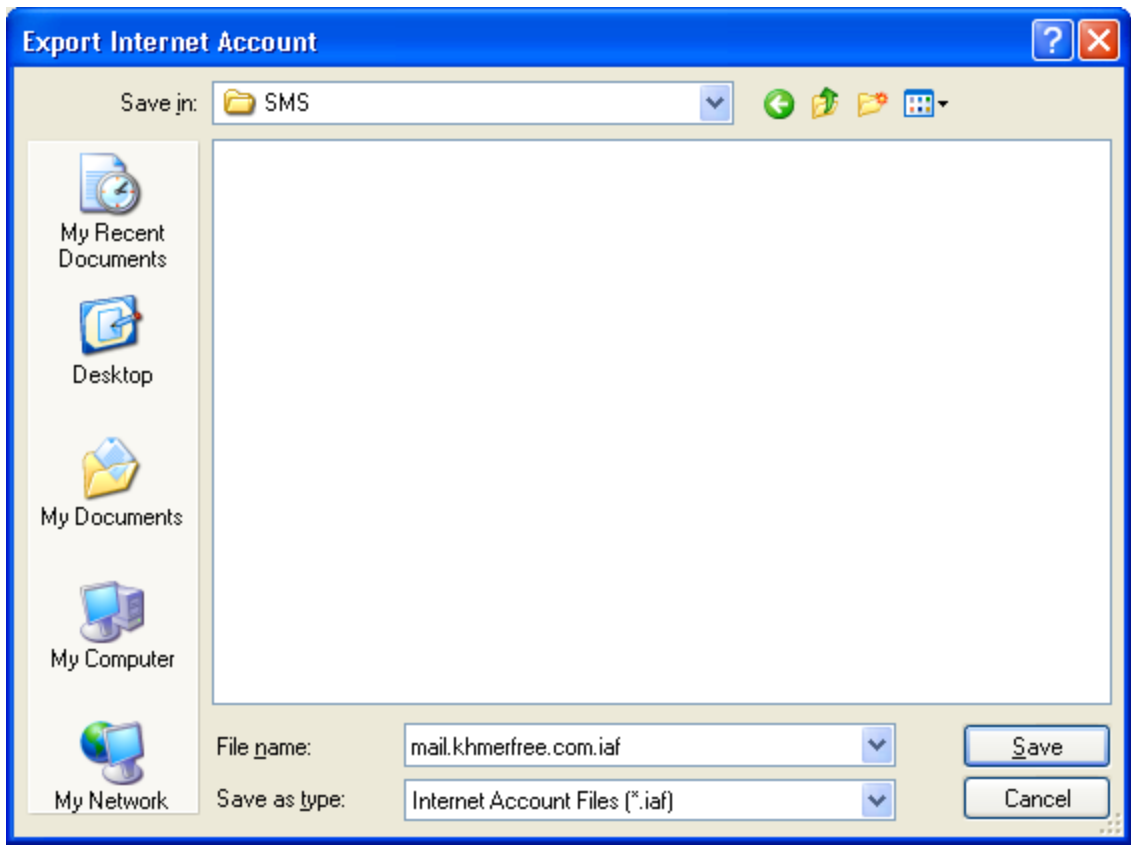 Export Internet Account
Save in:
SMS
My Recent
Documents
Desktop
My Documents
My Computer
My Network
File name:
mail.khmerfree.com.iaf
Save
Save as type:
Internet Account Files (*.iaf)
Cancel